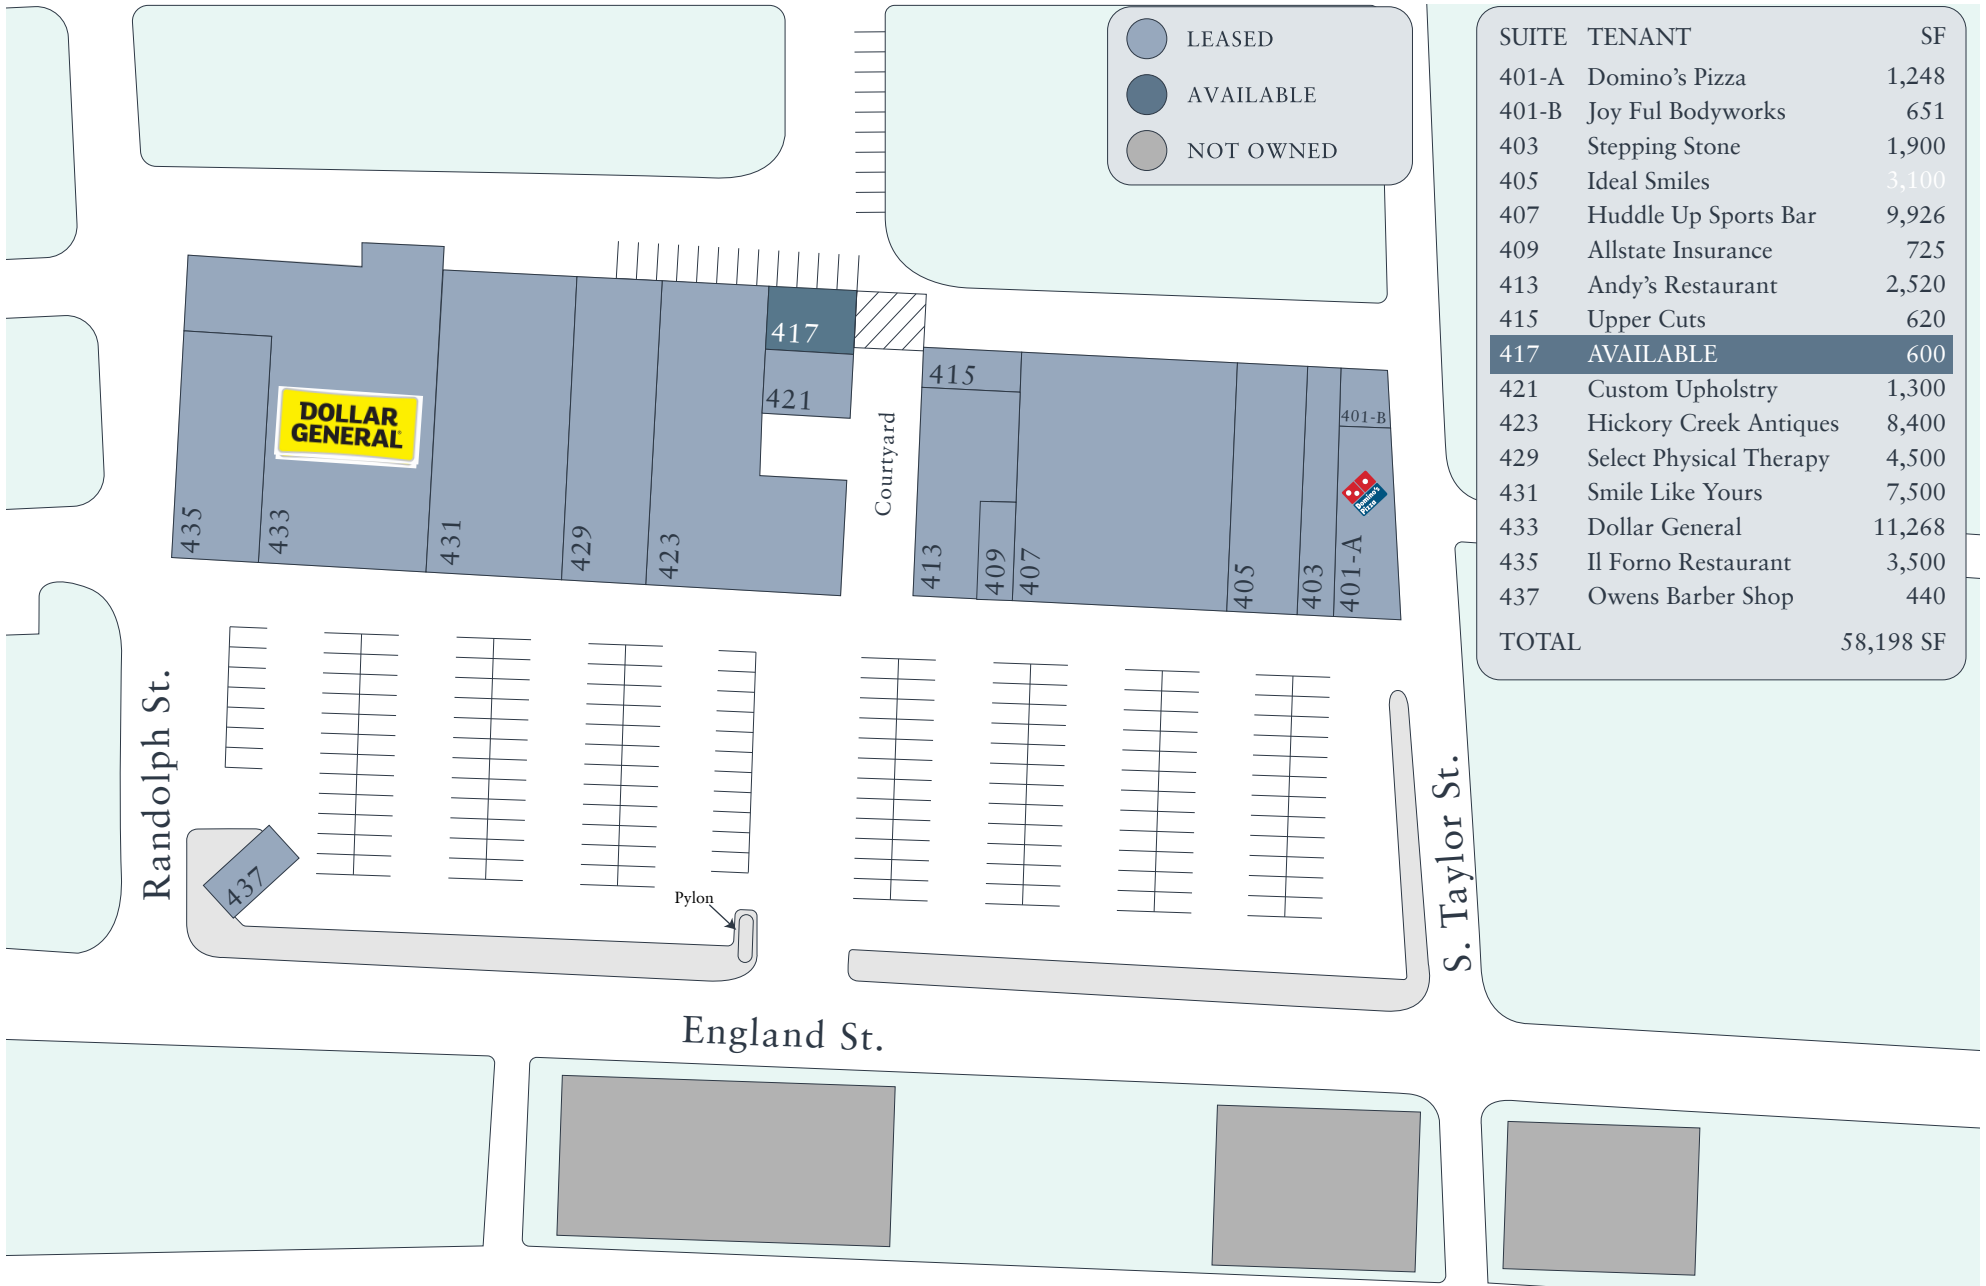 LEASED
AVAILABLE
NOT OWNED
SUITE TENANT SF
401-A Domino's Pizza 1,248
401-B Joy Ful Bodyworks 651
403 Stepping Stone 1,900
405 Ideal Smiles 3,100
407 Huddle Up Sports Bar 9,926
409 Allstate Insurance 725
413 Andy's Restaurant 2,520
415 Upper Cuts 620
417 AVAILABLE 600
421 Custom Upholstry 1,300
423 Hickory Creek Antiques 8,400
429 Select Physical Therapy 4,500
431 Smile Like Yours 7,500
433 Dollar General 11,268
435 Il Forno Restaurant 3,500
437 Owens Barber Shop 440
TOTAL 58,198 SF
417
421
415
401-B
DOLLAR
GENERAL
Courtyard
Domino's
Pizza
435
433
431
429
423
413
409
407
405
403
401-A
Randolph St.
S. Taylor St.
437
Pylon
England St.